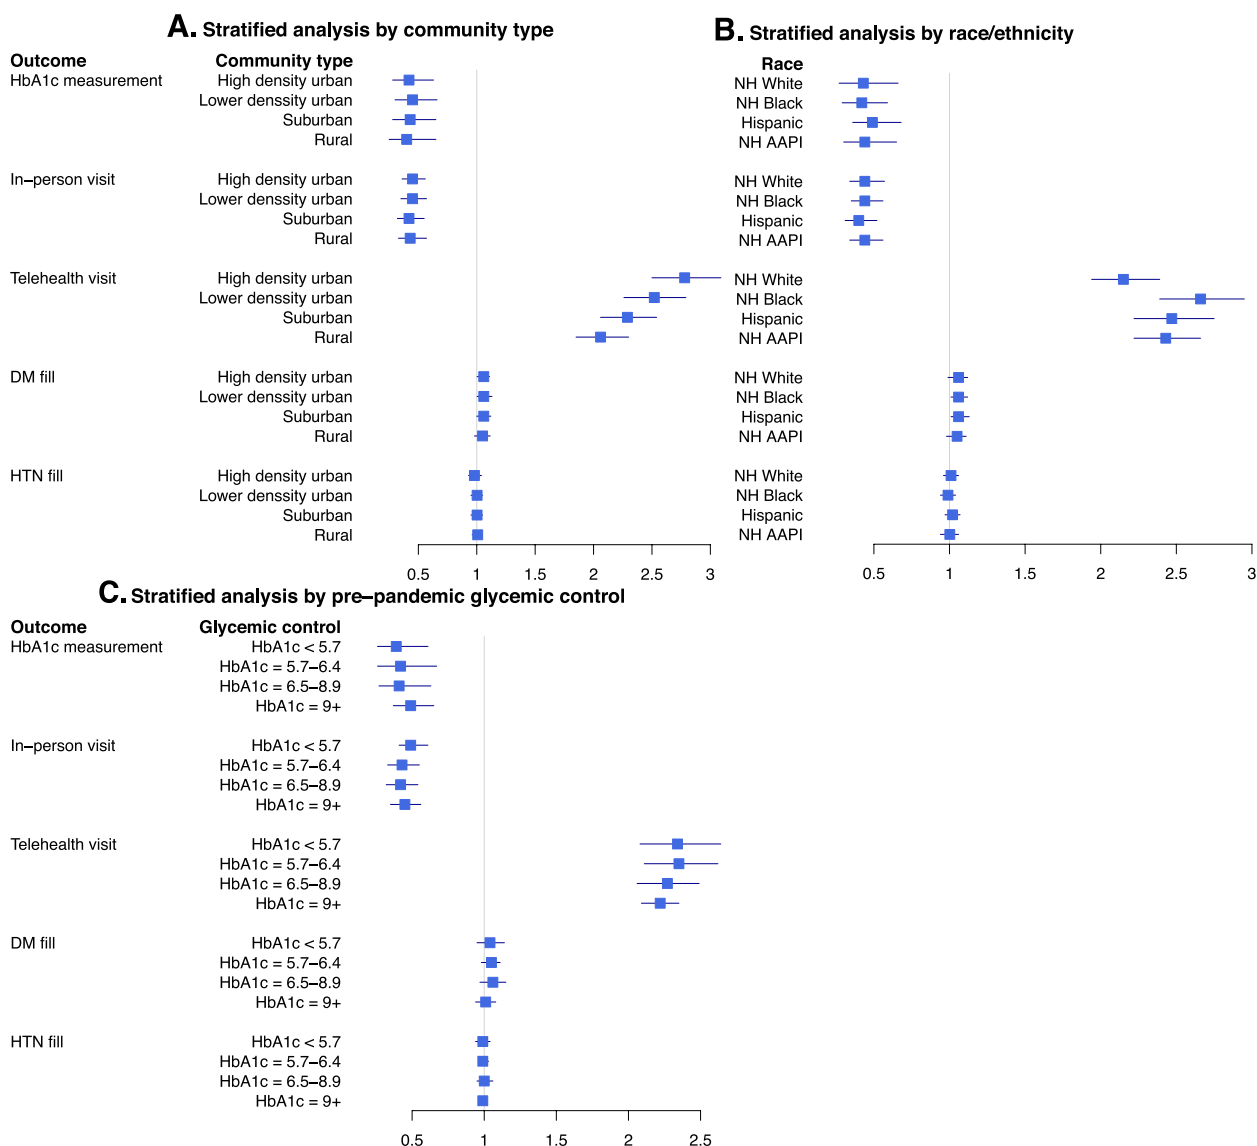 A. Stratified analysis by community type
Outcome Community type
HbA1c measurement High density urban
Lower denssity urban
Suburban
Rural
In−person visit High density urban
Lower denssity urban
Suburban
Rural
Telehealth visit High density urban
Lower denssity urban
Suburban
Rural
DM fill High density urban
Lower denssity urban
Suburban
Rural
HTN fill High density urban
Lower denssity urban
Suburban
Rural
0.5 1 1.5 2 2.5 3
B. Stratified analysis by race/ethnicity
Race
NH White
NH Black
Hispanic
NH AAPI
NH White
NH Black
Hispanic
NH AAPI
NH White
NH Black
Hispanic
NH AAPI
NH White
NH Black
Hispanic
NH AAPI
NH White
NH Black
Hispanic
NH AAPI
0.5 1 1.5 2 2.5 3
C. Stratified analysis by pre−pandemic glycemic control
Outcome Glycemic control
HbA1c measurement HbA1c < 5.7
HbA1c = 5.7−6.4
HbA1c = 6.5−8.9
HbA1c = 9+
In−person visit HbA1c < 5.7
HbA1c = 5.7−6.4
HbA1c = 6.5−8.9
HbA1c = 9+
Telehealth visit HbA1c < 5.7
HbA1c = 5.7−6.4
HbA1c = 6.5−8.9
HbA1c = 9+
DM fill HbA1c < 5.7
HbA1c = 5.7−6.4
HbA1c = 6.5−8.9
HbA1c = 9+
HTN fill HbA1c < 5.7
HbA1c = 5.7−6.4
HbA1c = 6.5−8.9
HbA1c = 9+
0.5 1 1.5 2 2.5